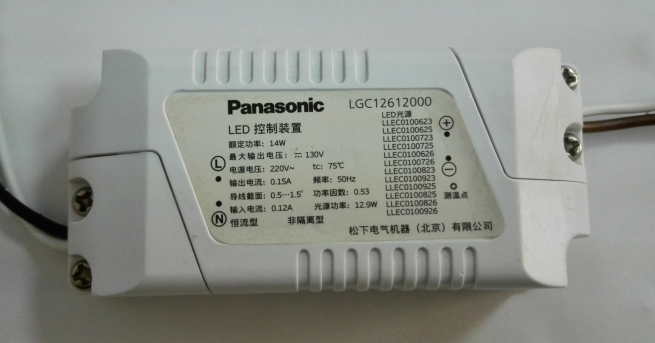 Panasonic LGC12612000
LED 控制装置
额定功率: 14W
最大输出电压: ⎓ 130V
电源电压: 220V~ tc: 75℃
输出电流: 0.15A 频率: 50Hz
导线截面: 0.5…1.5° 功率因数: 0.53
输入电流: 0.12A 光源功率: 12.9W
恒流型 非隔离型
L
N
LED光源
LLEC0100623
LLEC0100625
LLEC0100723
LLEC0100725
LLEC0100626
LLEC0100726
LLEC0100823
LLEC0100923
LLEC0100925
LLEC0100825
LLEC0100826
LLEC0100926
+
−
测温点
松下电气机器（北京）有限公司